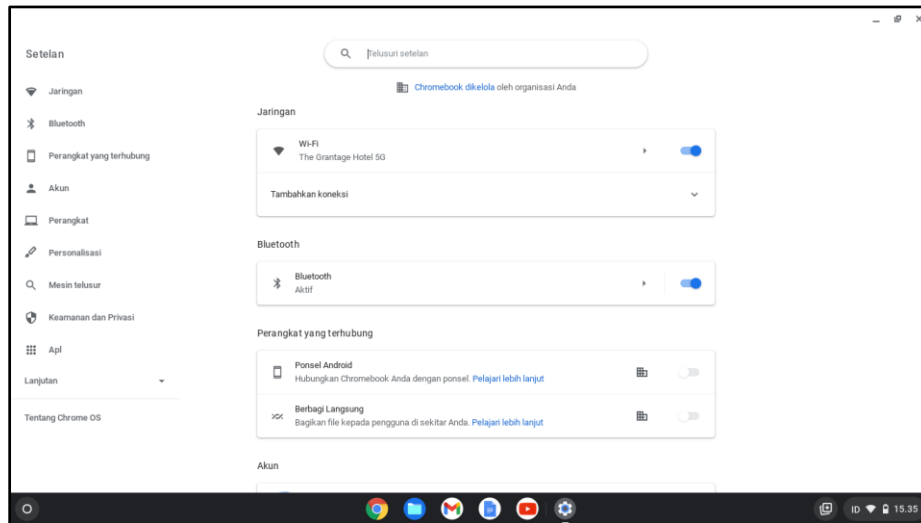 Setelan
Telusuri setelan
Chromebook dikelola oleh organisasi Anda
Jaringan
Bluetooth
Perangkat yang terhubung
Akun
Perangkat
Personalisasi
Mesin telusur
Keamanan dan Privasi
Apl
Lanjutan
Tentang Chrome OS
Jaringan
Wi-Fi
The Grantage Hotel 5G
Tambahkan koneksi
Bluetooth
Bluetooth
Aktif
Perangkat yang terhubung
Ponsel Android
Hubungkan Chromebook Anda dengan ponsel. Pelajari lebih lanjut
Berbagi Langsung
Bagikan file kepada pengguna di sekitar Anda. Pelajari lebih lanjut
Akun
ID 15.35